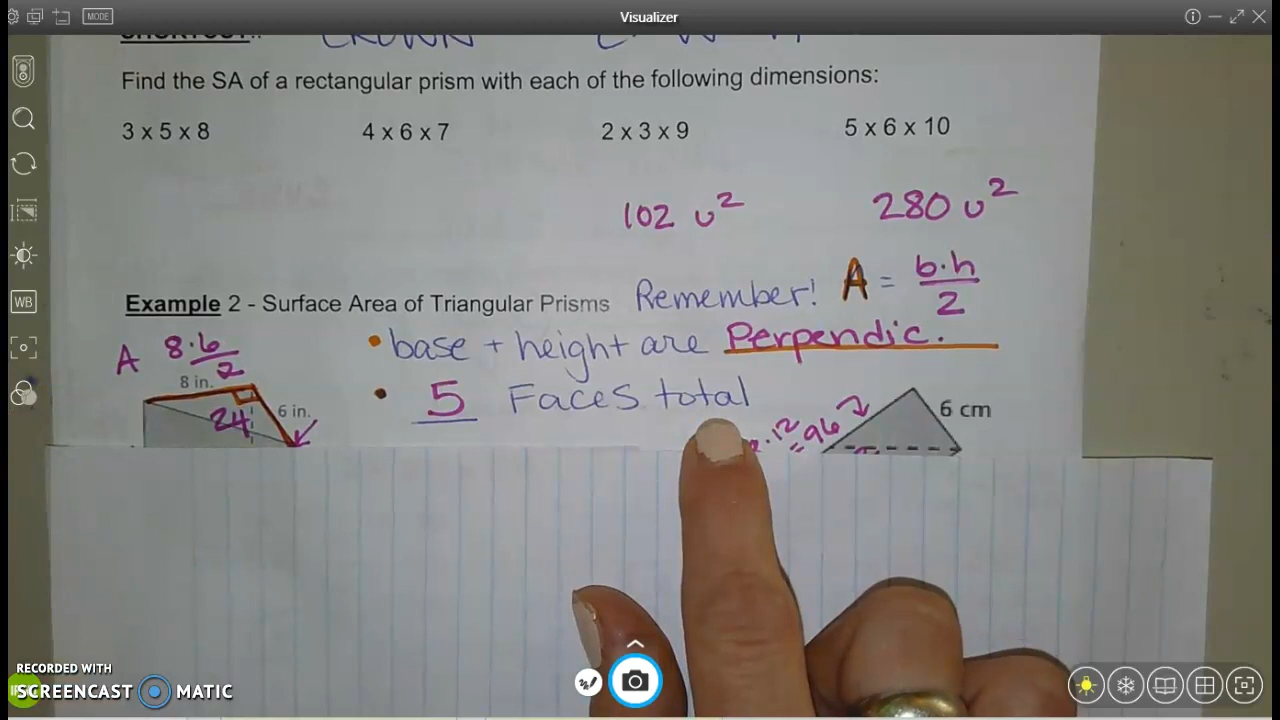 MODE
Visualizer
Find the SA of a rectangular prism with each of the following dimensions:
3 x 5 x 8 4 x 6 x 7 2 x 3 x 9 5 x 6 x 10
102 u² 280 u²
Example 2 - Surface Area of Triangular Prisms Remember! A = b·h/2
A 8·6/2
• base + height are Perpendic.
8 in.
• 5 Faces total
24 6 in.
·12 = 96 6 cm
WB
RECORDED WITH
SCREENCAST MATIC